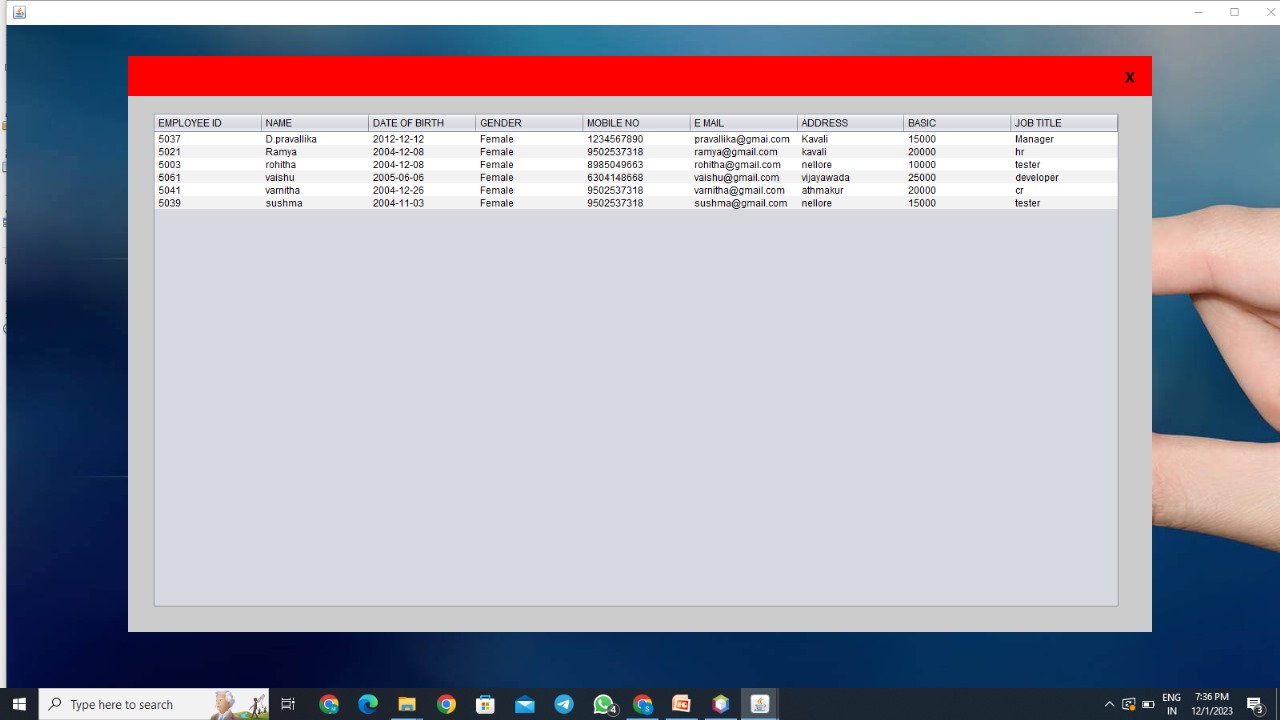 X
EMPLOYEE ID NAME DATE OF BIRTH GENDER MOBILE NO E MAIL ADDRESS BASIC JOB TITLE
5037 D.pravallika 2012-12-12 Female 1234567890 pravallika@gmai.com Kavali 15000 Manager
5021 Ramya 2004-12-08 Female 9502537318 ramya@gmail.com kavali 20000 hr
5003 rohitha 2004-12-08 Female 8985049663 rohitha@gmail.com nellore 10000 tester
5061 vaishu 2005-06-06 Female 6304148668 vaishu@gmail.com vijayawada 25000 developer
5041 varnitha 2004-12-26 Female 9502537318 varnitha@gmail.com athmakur 20000 cr
5039 sushma 2004-11-03 Female 9502537318 sushma@gmail.com nellore 15000 tester
Type here to search 4 S ENG 7:36 PM
IN 12/1/2023 3